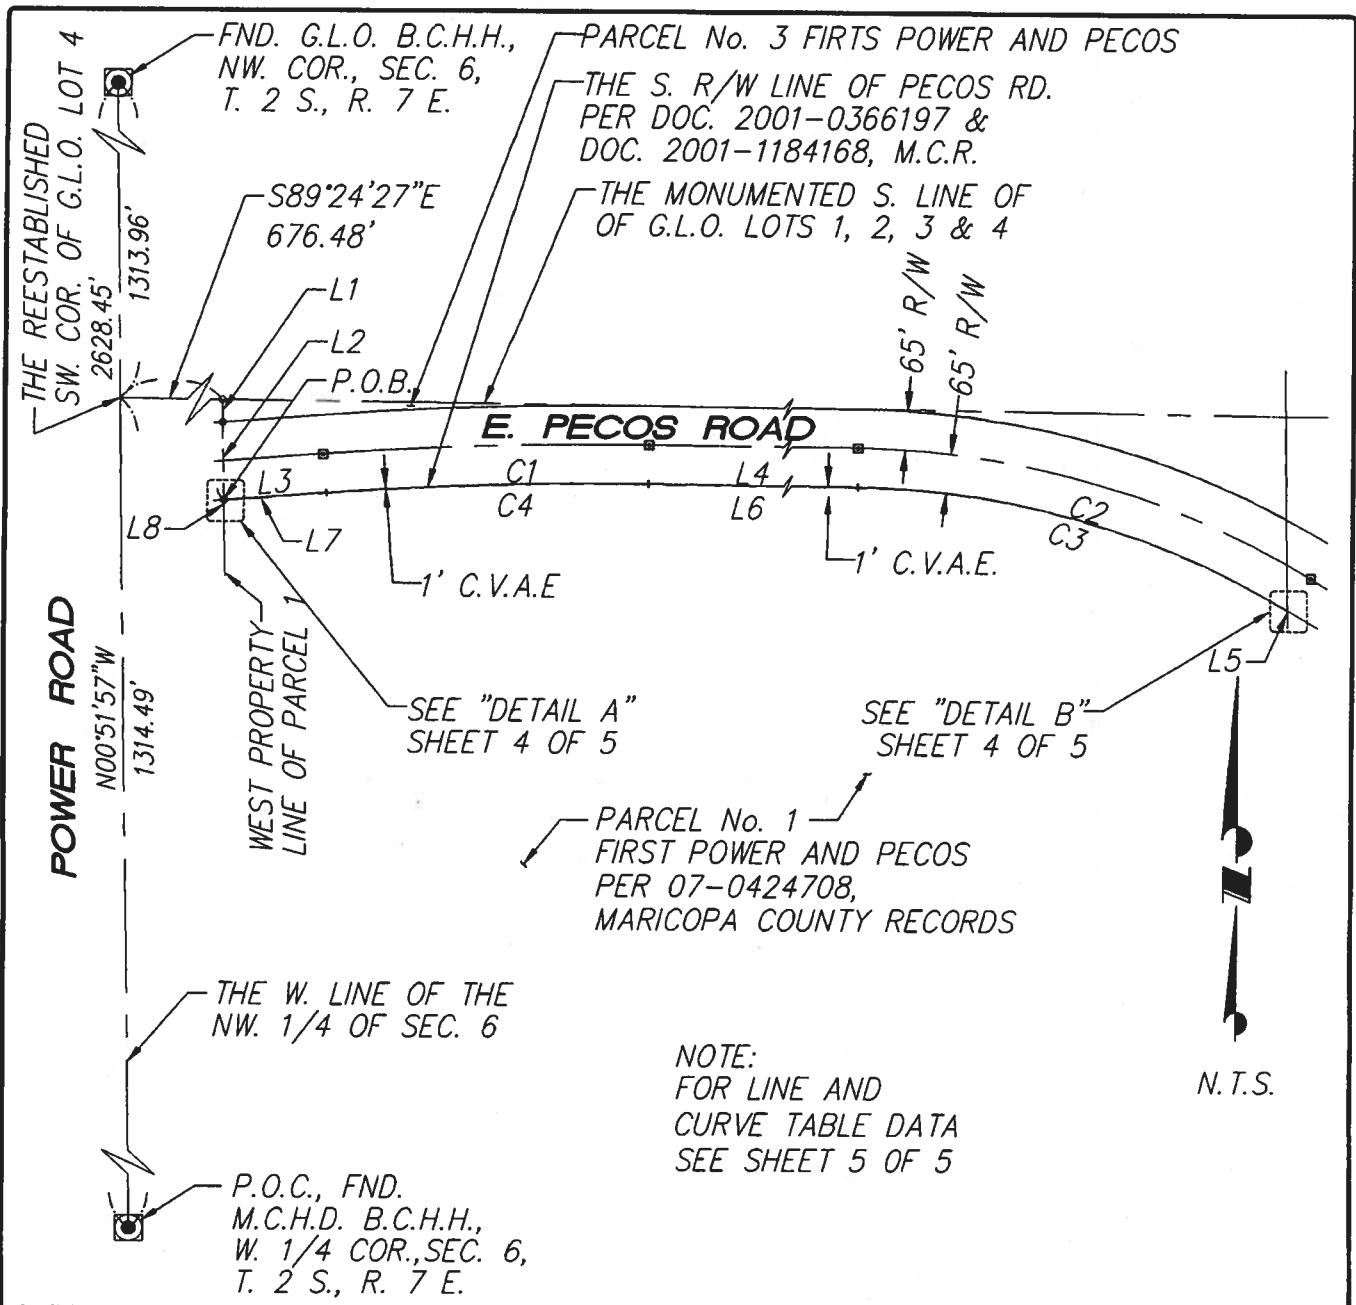 FND. G.L.O. B.C.H.H.,
NW. COR., SEC. 6,
T. 2 S., R. 7 E.
PARCEL No. 3 FIRTS POWER AND PECOS
THE S. R/W LINE OF PECOS RD.
PER DOC. 2001-0366197 &
DOC. 2001-1184168, M.C.R.
THE MONUMENTED S. LINE OF
OF G.L.O. LOTS 1, 2, 3 & 4
THE REESTABLISHED
SW. COR. OF G.L.O. LOT 4
2628.45'
1313.96'
S89°24'27"E
676.48'
L1
L2
P.O.B.
65' R/W
65' R/W
E. PECOS ROAD
L3
C1
C4
L4
L6
C2
C3
L8
L7
1' C.V.A.E
1' C.V.A.E.
L5
POWER ROAD
N00°51'57"W
1314.49'
WEST PROPERTY
LINE OF PARCEL 1
SEE "DETAIL A"
SHEET 4 OF 5
SEE "DETAIL B"
SHEET 4 OF 5
PARCEL No. 1
FIRST POWER AND PECOS
PER 07-0424708,
MARICOPA COUNTY RECORDS
THE W. LINE OF THE
NW. 1/4 OF SEC. 6
NOTE:
FOR LINE AND
CURVE TABLE DATA
SEE SHEET 5 OF 5
N
N.T.S.
P.O.C., FND.
M.C.H.D. B.C.H.H.,
W. 1/4 COR.,SEC. 6,
T. 2 S., R. 7 E.